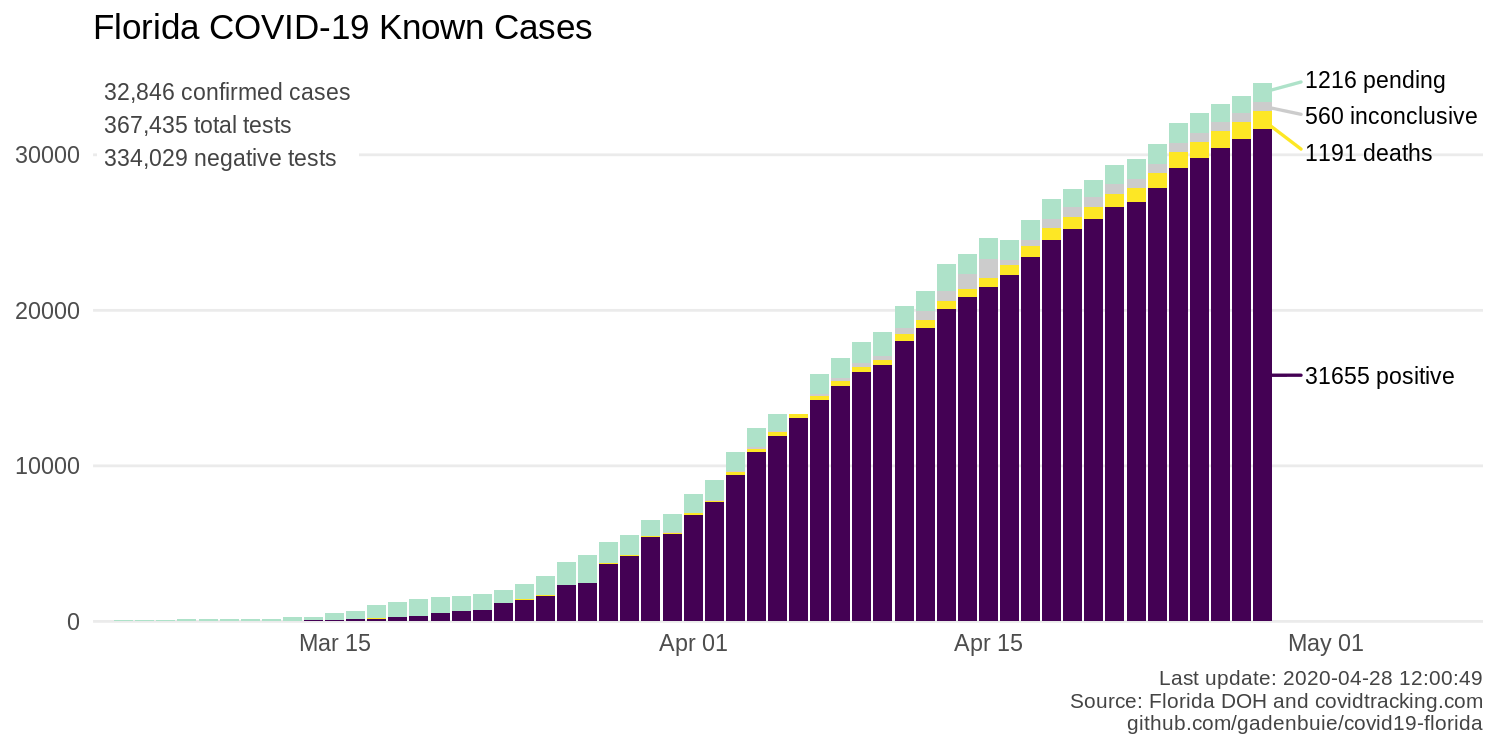 Florida COVID-19 Known Cases
32,846 confirmed cases
367,435 total tests
334,029 negative tests
1216 pending
560 inconclusive
1191 deaths
31655 positive
30000
20000
10000
0
Mar 15
Apr 01
Apr 15
May 01
Last update: 2020-04-28 12:00:49
Source: Florida DOH and covidtracking.com
github.com/gadenbuie/covid19-florida